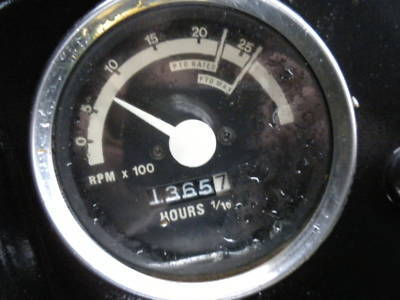 0 5 10 15 20 25
PTO RATED
PTO MAX
RPM X 100
13657
HOURS 1/10